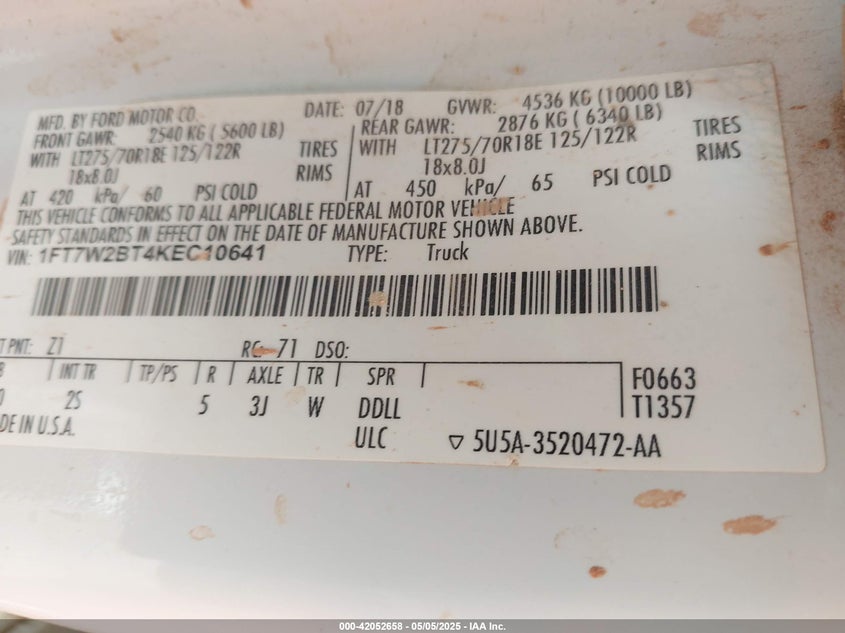 MFD. BY FORD MOTOR CO. DATE: 07/18 GVWR: 4536 KG (10000 LB)
FRONT GAWR: 2540 KG ( 5600 LB) REAR GAWR: 2876 KG ( 6340 LB)
WITH LT275/70R18E 125/122R TIRES WITH LT275/70R18E 125/122R TIRES
18x8.0J RIMS 18x8.0J RIMS
AT 420 kPa/ 60 PSI COLD AT 450 kPa/ 65 PSI COLD
THIS VEHICLE CONFORMS TO ALL APPLICABLE FEDERAL MOTOR VEHICLE
SAFETY STANDARDS IN EFFECT ON THE DATE OF MANUFACTURE SHOWN ABOVE.
VIN: 1FT7W2BT4KEC10641 TYPE: Truck
PNT: Z1 RC: 71 DSO:
INT TR TP/PS R AXLE TR SPR F0663
2S 5 3J W DDLL T1357
DE IN U.S.A. ULC ▽ 5U5A-3520472-AA
000-42052658 - 05/05/2025 - IAA Inc.